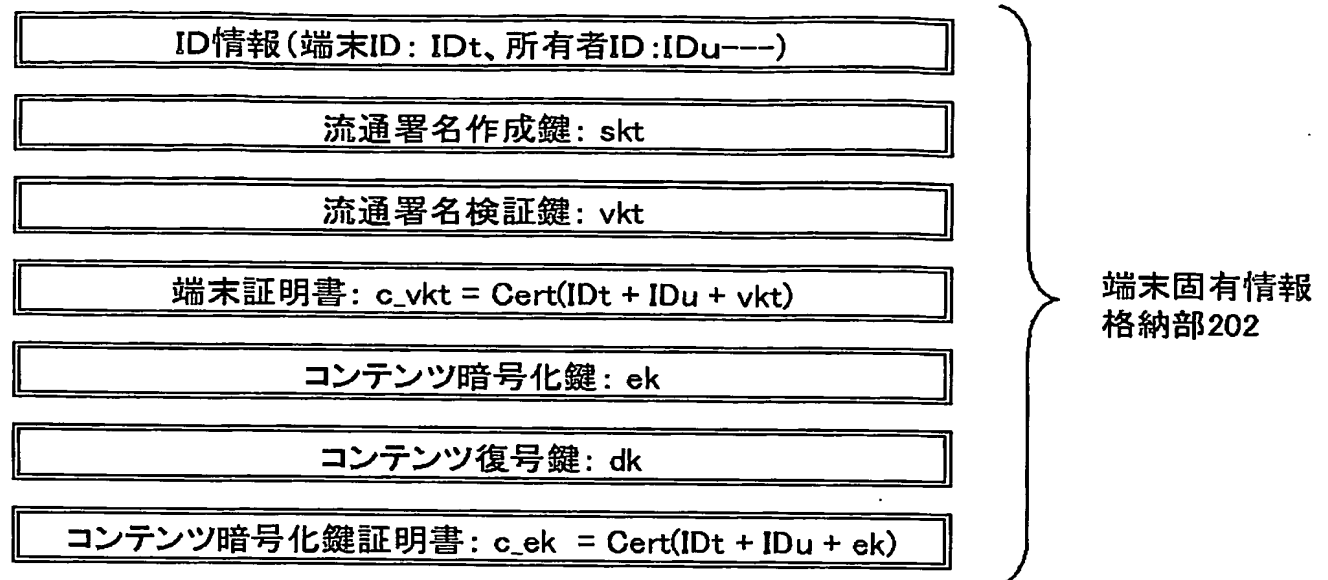 ID情報(端末ID: IDt、所有者ID:IDu---)
流通署名作成鍵: skt
流通署名検証鍵: vkt
端末証明書: c_vkt = Cert(IDt + IDu + vkt)
コンテンツ暗号化鍵: ek
コンテンツ復号鍵: dk
コンテンツ暗号化鍵証明書: c_ek = Cert(IDt + IDu + ek)
端末固有情報
格納部202